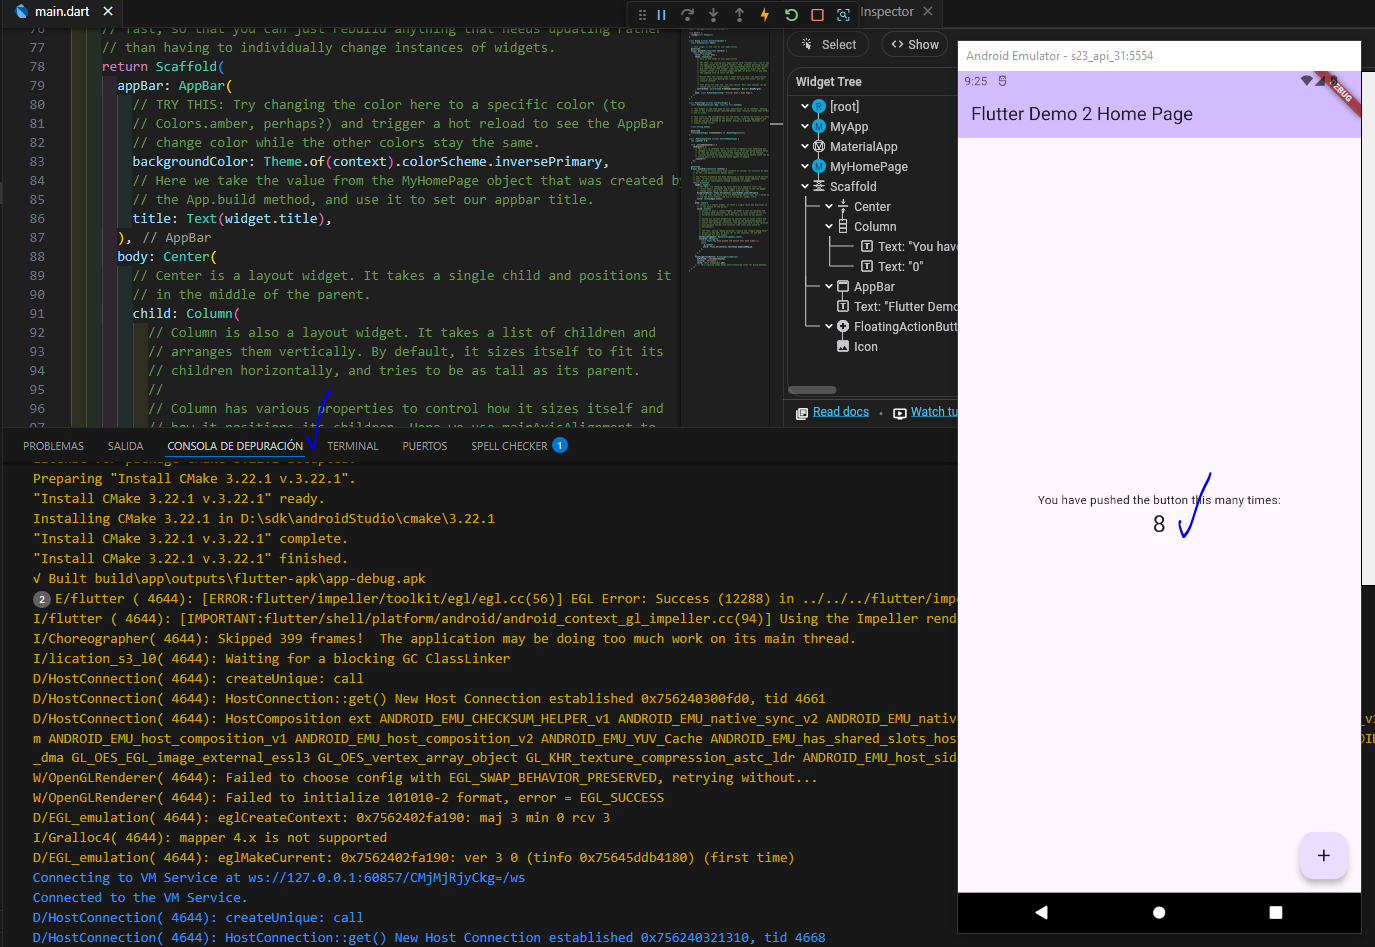 main.dart
Inspector
76 // fast, so that you can just rebuild anything that needs updating rather
77 // than having to individually change instances of widgets.
78 return Scaffold(
79 appBar: AppBar(
80 // TRY THIS: Try changing the color here to a specific color (to
81 // Colors.amber, perhaps?) and trigger a hot reload to see the AppBar
82 // change color while the other colors stay the same.
83 backgroundColor: Theme.of(context).colorScheme.inversePrimary,
84 // Here we take the value from the MyHomePage object that was created by
85 // the App.build method, and use it to set our appbar title.
86 title: Text(widget.title),
87 ), // AppBar
88 body: Center(
89 // Center is a layout widget. It takes a single child and positions it
90 // in the middle of the parent.
91 child: Column(
92 // Column is also a layout widget. It takes a list of children and
93 // arranges them vertically. By default, it sizes itself to fit its
94 // children horizontally, and tries to be as tall as its parent.
95 //
96 // Column has various properties to control how it sizes itself and
97 // how it positions its children. Here we use mainAxisAlignment to
Select
<> Show
Widget Tree
R [root]
M MyApp
MaterialApp
M MyHomePage
Scaffold
Center
Column
T Text: "You hav
T Text: "0"
AppBar
T Text: "Flutter Demo
FloatingActionButt
Icon
Read docs
Watch tu
PROBLEMAS
SALIDA
CONSOLA DE DEPURACIÓN
TERMINAL
PUERTOS
SPELL CHECKER 1
License for package CMake 3.22.1 accepted.
Preparing "Install CMake 3.22.1 v.3.22.1".
"Install CMake 3.22.1 v.3.22.1" ready.
Installing CMake 3.22.1 in D:\sdk\androidStudio\cmake\3.22.1
"Install CMake 3.22.1 v.3.22.1" complete.
"Install CMake 3.22.1 v.3.22.1" finished.
√ Built build\app\outputs\flutter-apk\app-debug.apk
2 E/flutter ( 4644): [ERROR:flutter/impeller/toolkit/egl/egl.cc(56)] EGL Error: Success (12288) in ../../../flutter/imp
I/flutter ( 4644): [IMPORTANT:flutter/shell/platform/android/android_context_gl_impeller.cc(94)] Using the Impeller rend
I/Choreographer( 4644): Skipped 399 frames!  The application may be doing too much work on its main thread.
I/lication_s3_l0( 4644): Waiting for a blocking GC ClassLinker
D/HostConnection( 4644): createUnique: call
D/HostConnection( 4644): HostConnection::get() New Host Connection established 0x756240300fd0, tid 4661
D/HostConnection( 4644): HostComposition ext ANDROID_EMU_CHECKSUM_HELPER_v1 ANDROID_EMU_native_sync_v2 ANDROID_EMU_nativ
m ANDROID_EMU_host_composition_v1 ANDROID_EMU_host_composition_v2 ANDROID_EMU_YUV_Cache ANDROID_EMU_has_shared_slots_hos
_dma GL_OES_EGL_image_external_essl3 GL_OES_vertex_array_object GL_KHR_texture_compression_astc_ldr ANDROID_EMU_host_sid
W/OpenGLRenderer( 4644): Failed to choose config with EGL_SWAP_BEHAVIOR_PRESERVED, retrying without...
W/OpenGLRenderer( 4644): Failed to initialize 101010-2 format, error = EGL_SUCCESS
D/EGL_emulation( 4644): eglCreateContext: 0x7562402fa190: maj 3 min 0 rcv 3
I/Gralloc4( 4644): mapper 4.x is not supported
D/EGL_emulation( 4644): eglMakeCurrent: 0x7562402fa190: ver 3 0 (tinfo 0x75645ddb4180) (first time)
Connecting to VM Service at ws://127.0.0.1:60857/CMjMjRjyCkg=/ws
Connected to the VM Service.
D/HostConnection( 4644): createUnique: call
D/HostConnection( 4644): HostConnection::get() New Host Connection established 0x756240321310, tid 4668
Android Emulator - s23_api_31:5554
9:25
DEBUG
Flutter Demo 2 Home Page
You have pushed the button this many times:
8
+